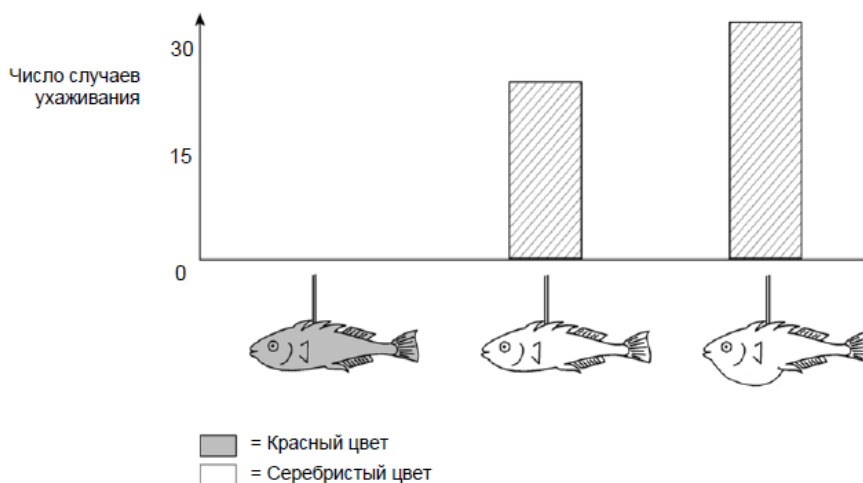 30
Число случаев
ухаживания
15
0
= Красный цвет
= Серебристый цвет